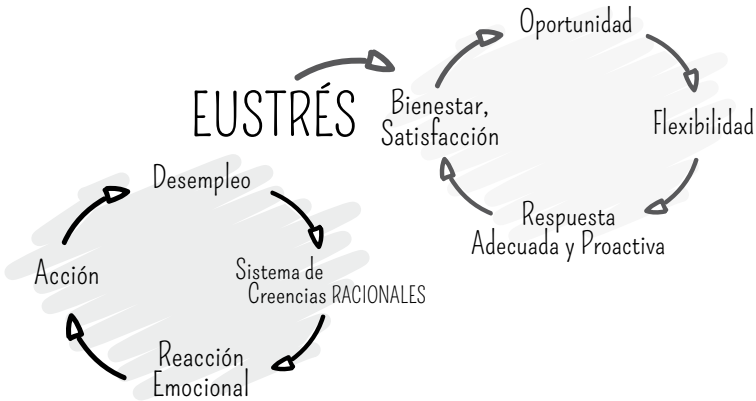 EUSTRÉS
Oportunidad
Flexibilidad
Respuesta
Adecuada y Proactiva
Bienestar,
Satisfacción
Desempleo
Sistema de
Creencias RACIONALES
Reacción
Emocional
Acción